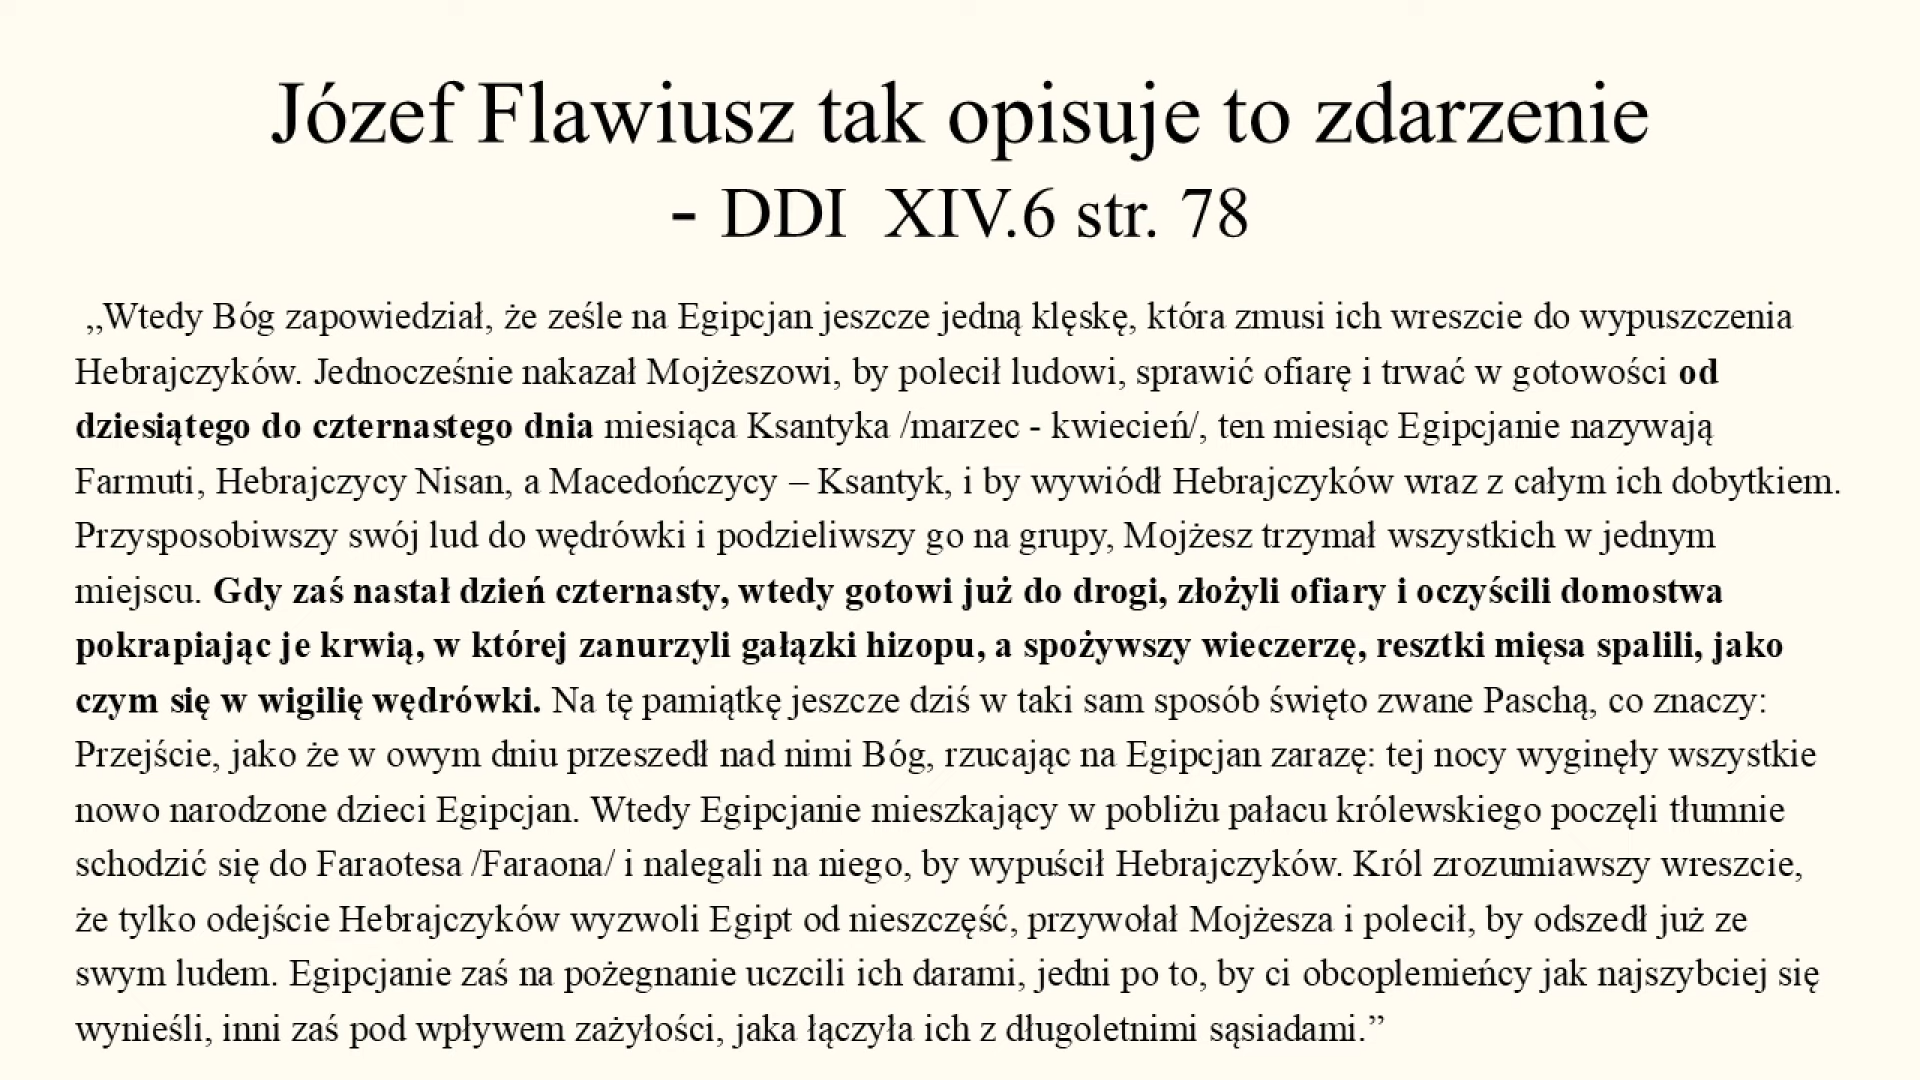 Józef Flawiusz tak opisuje to zdarzenie
- DDI XIV.6 str. 78
„Wtedy Bóg zapowiedział, że ześle na Egipcjan jeszcze jedną klęskę, która zmusi ich wreszcie do wypuszczenia
Hebrajczyków. Jednocześnie nakazał Mojżeszowi, by polecił ludowi, sprawić ofiarę i trwać w gotowości od
dziesiątego do czternastego dnia miesiąca Ksantyka /marzec - kwiecień/, ten miesiąc Egipcjanie nazywają
Farmuti, Hebrajczycy Nisan, a Macedończycy – Ksantyk, i by wywiódł Hebrajczyków wraz z całym ich dobytkiem.
Przysposobiwszy swój lud do wędrówki i podzieliwszy go na grupy, Mojżesz trzymał wszystkich w jednym
miejscu. Gdy zaś nastał dzień czternasty, wtedy gotowi już do drogi, złożyli ofiary i oczyścili domostwa
pokrapiając je krwią, w której zanurzyli gałązki hizopu, a spożywszy wieczerzę, resztki mięsa spalili, jako
czym się w wigilię wędrówki. Na tę pamiątkę jeszcze dziś w taki sam sposób święto zwane Paschą, co znaczy:
Przejście, jako że w owym dniu przeszedł nad nimi Bóg, rzucając na Egipcjan zarazę: tej nocy wyginęły wszystkie
nowo narodzone dzieci Egipcjan. Wtedy Egipcjanie mieszkający w pobliżu pałacu królewskiego poczęli tłumnie
schodzić się do Faraotesa /Faraona/ i nalegali na niego, by wypuścił Hebrajczyków. Król zrozumiawszy wreszcie,
że tylko odejście Hebrajczyków wyzwoli Egipt od nieszczęść, przywołał Mojżesza i polecił, by odszedł już ze
swym ludem. Egipcjanie zaś na pożegnanie uczcili ich darami, jedni po to, by ci obcoplemieńcy jak najszybciej się
wynieśli, inni zaś pod wpływem zażyłości, jaka łączyła ich z długoletnimi sąsiadami.”